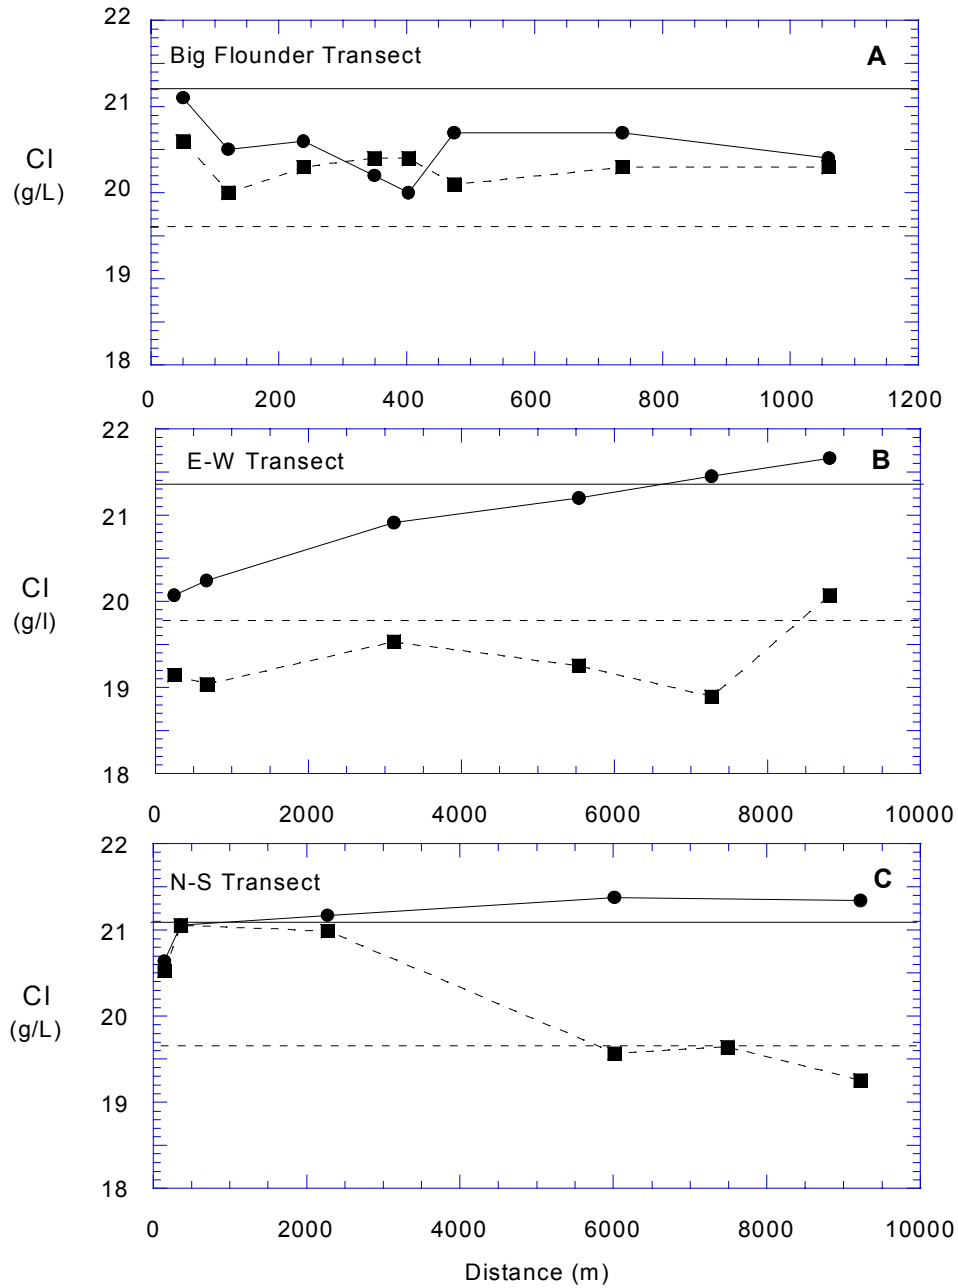 22
Big Flounder Transect A
21
Cl
(g/L)
20
19
18
0 200 400 600 800 1000 1200
22
E-W Transect B
21
Cl
(g/l)
20
19
18
0 2000 4000 6000 8000 10000
22
N-S Transect C
21
Cl
(g/L)
20
19
18
0 2000 4000 6000 8000 10000
Distance (m)